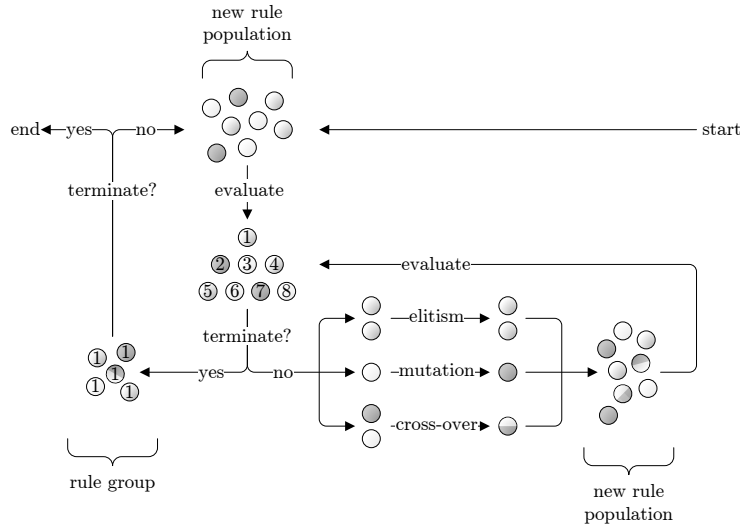 new rule
population
end
yes
no
start
terminate?
evaluate
1
2 3 4
5 6 7 8
evaluate
elitism
terminate?
1 1
1
1 1
yes
no
mutation
cross-over
rule group
new rule
population